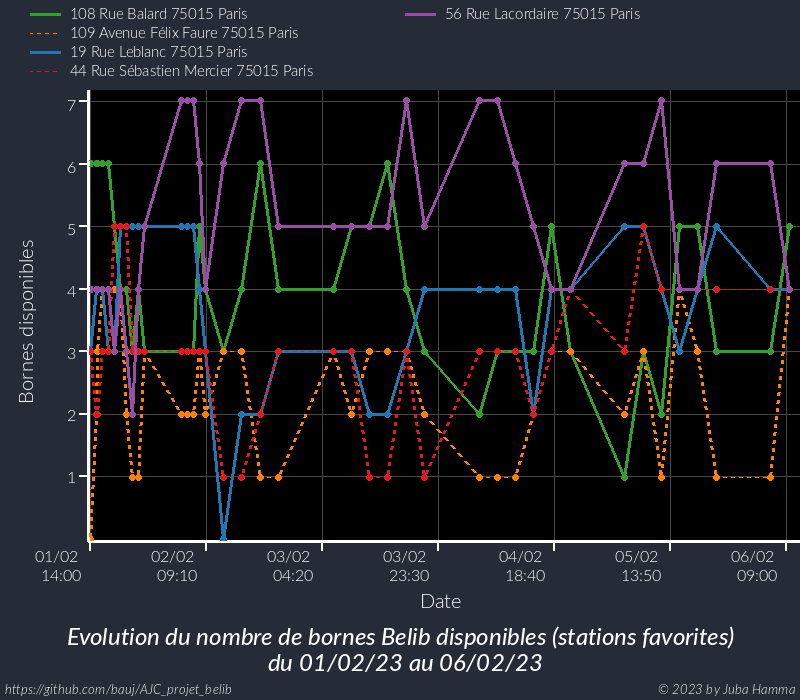 108 Rue Balard 75015 Paris
109 Avenue Félix Faure 75015 Paris
19 Rue Leblanc 75015 Paris
44 Rue Sébastien Mercier 75015 Paris
56 Rue Lacordaire 75015 Paris
7
6
5
4
3
2
1
Bornes disponibles
01/02 14:00
02/02 09:10
03/02 04:20
03/02 23:30
04/02 18:40
05/02 13:50
06/02 09:00
Date
Evolution du nombre de bornes Belib disponibles (stations favorites)
du 01/02/23 au 06/02/23
https://github.com/bauj/AJC_projet_belib
© 2023 by Juba Hamma